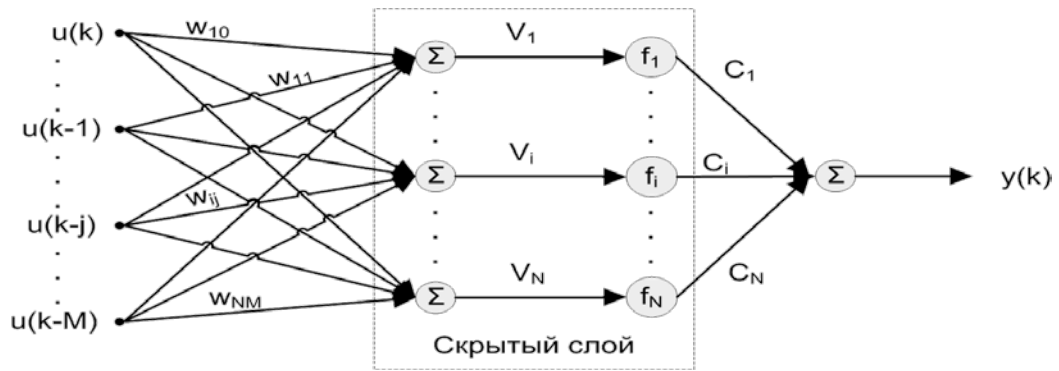 u(k) w10 Σ V1 f1 C1
u(k-1) w11
Σ Vi fi Ci Σ y(k)
u(k-j) wij
Σ VN fN CN
u(k-M) wNM
Скрытый слой